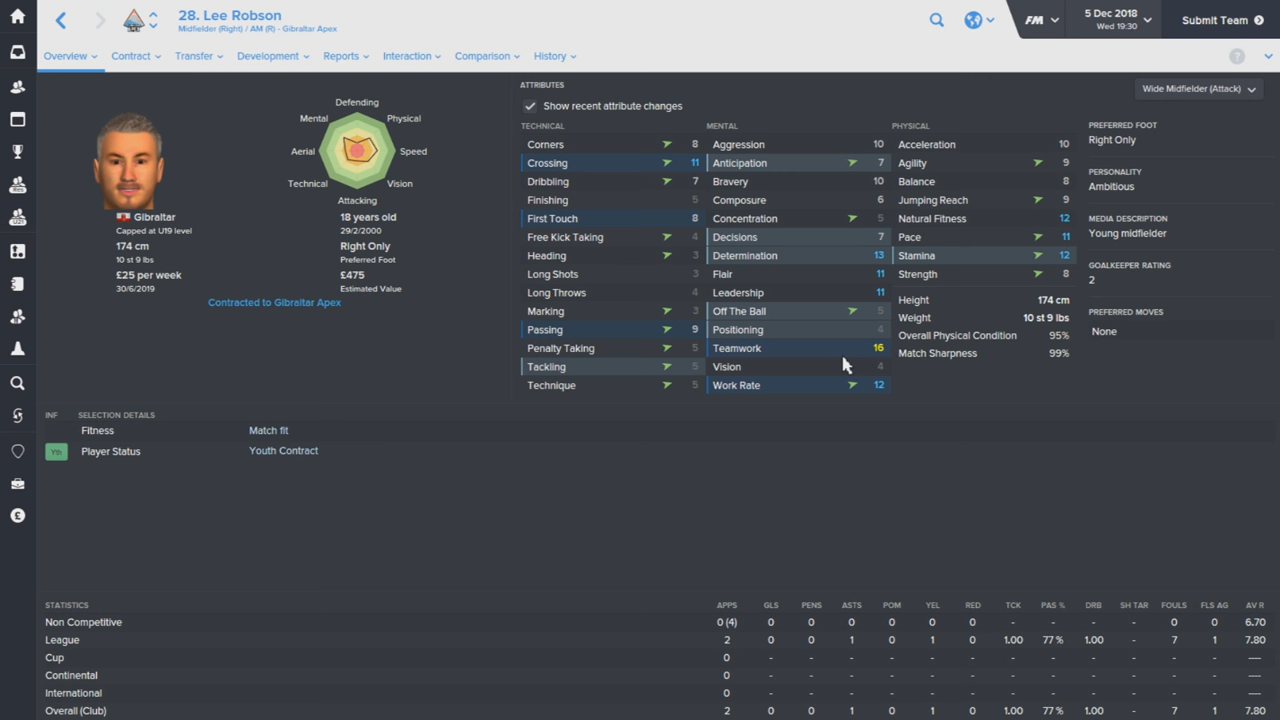 28. Lee Robson
Midfielder (Right) / AM (R) - Gibraltar Apex
FM
5 Dec 2018
Wed 19:30
Submit Team
Overview Contract Transfer Development Reports Interaction Comparison History
?
ATTRIBUTES
Show recent attribute changes
Wide Midfielder (Attack)
Defending
Mental Physical
Aerial Speed
Technical Vision
Attacking
Gibraltar
Capped at U19 level
174 cm
10 st 9 lbs
£25 per week
30/6/2019
18 years old
29/2/2000
Right Only
Preferred Foot
£475
Estimated Value
Contracted to Gibraltar Apex
TECHNICAL
Corners 8
Crossing 11
Dribbling 7
Finishing 5
First Touch 8
Free Kick Taking 4
Heading 3
Long Shots 3
Long Throws 4
Marking 3
Passing 9
Penalty Taking 5
Tackling 5
Technique 5
MENTAL
Aggression 10
Anticipation 7
Bravery 10
Composure 6
Concentration 5
Decisions 7
Determination 13
Flair 11
Leadership 11
Off The Ball 5
Positioning 4
Teamwork 16
Vision 4
Work Rate 12
PHYSICAL
Acceleration 10
Agility 9
Balance 8
Jumping Reach 9
Natural Fitness 12
Pace 11
Stamina 12
Strength 8
Height 174 cm
Weight 10 st 9 lbs
Overall Physical Condition 95%
Match Sharpness 99%
PREFERRED FOOT
Right Only
PERSONALITY
Ambitious
MEDIA DESCRIPTION
Young midfielder
GOALKEEPER RATING
2
PREFERRED MOVES
None
INF SELECTION DETAILS
Fitness Match fit
Yth Player Status Youth Contract
STATISTICS APPS GLS PENS ASTS POM YEL RED TCK PAS % DRB SH TAR FOULS FLS AG AV R
Non Competitive 0 (4) 0 0 0 0 0 0 - - - - 0 0 6.70
League 2 0 0 1 0 1 0 1.00 77 % 1.00 - 7 1 7.80
Cup 0 - - - - - - - - - - - - ----
Continental 0 - - - - - - - - - - - - ----
International 0 - - - - - - - - - - - - ----
Overall (Club) 2 0 0 1 0 1 0 1.00 77 % 1.00 - 7 1 7.80